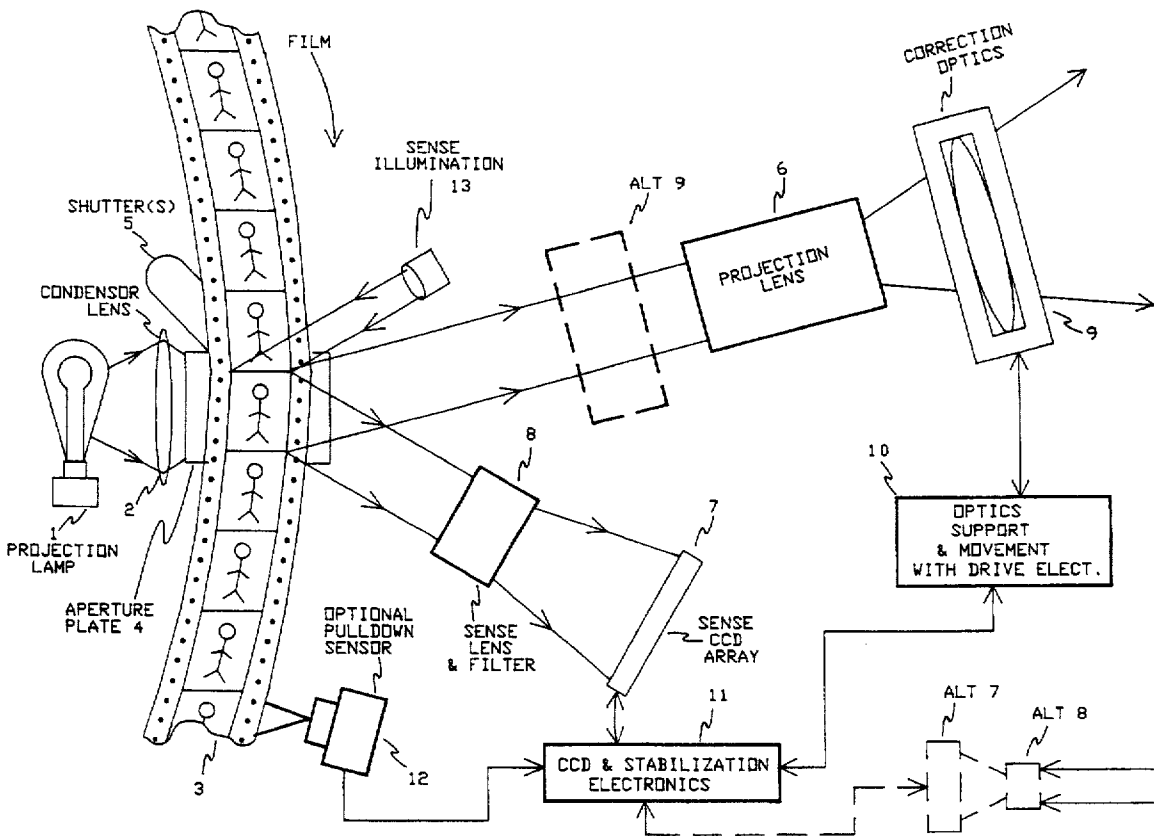 FILM
CORRECTION
OPTICS
SENSE
ILLUMINATION
13
ALT 9
6
SHUTTER(S)
5
CONDENSOR
LENS
PROJECTION
LENS
9
8
10
7
2
1
PROJECTION
LAMP
OPTICS
SUPPORT
& MOVEMENT
WITH DRIVE ELECT.
APERTURE
PLATE 4
OPTIONAL
PULLDOWN
SENSOR
SENSE
LENS
& FILTER
SENSE
CCD
ARRAY
11
ALT 7
ALT 8
3
12
CCD & STABILIZATION
ELECTRONICS